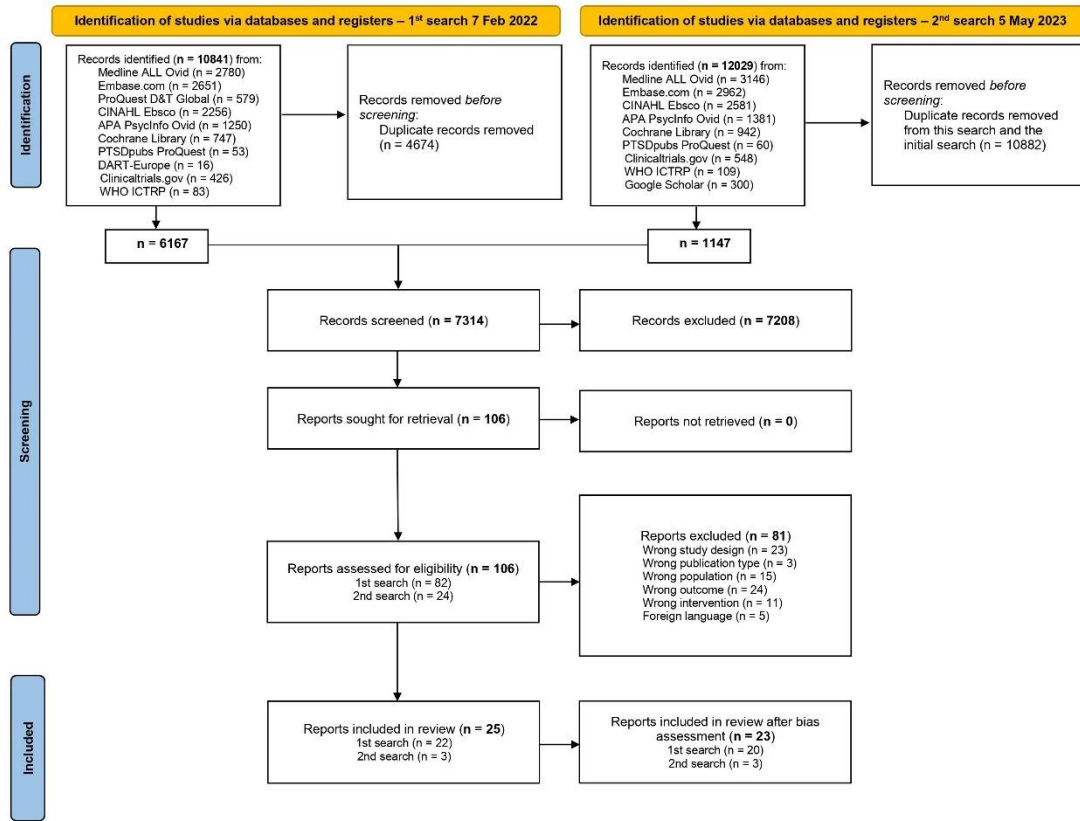 Identification of studies via databases and registers – 1st search 7 Feb 2022
Identification of studies via databases and registers – 2nd search 5 May 2023
Identification
Records identified (n = 10841) from:
Medline ALL Ovid (n = 2780)
Embase.com (n = 2651)
ProQuest D&T Global (n = 579)
CINAHL Ebsco (n = 2256)
APA PsycInfo Ovid (n = 1250)
Cochrane Library (n = 747)
PTSDpubs ProQuest (n = 53)
DART-Europe (n = 16)
Clinicaltrials.gov (n = 426)
WHO ICTRP (n = 83)
Records removed before
screening:
Duplicate records removed
(n = 4674)
Records identified (n = 12029) from:
Medline ALL Ovid (n = 3146)
Embase.com (n = 2962)
CINAHL Ebsco (n = 2581)
APA PsycInfo Ovid (n = 1381)
Cochrane Library (n = 942)
PTSDpubs ProQuest (n = 60)
Clinicaltrials.gov (n = 548)
WHO ICTRP (n = 109)
Google Scholar (n = 300)
Records removed before
screening:
Duplicate records removed
from this search and the
initial search (n = 10882)
n = 6167
n = 1147
Screening
Records screened (n = 7314)
Records excluded (n = 7208)
Reports sought for retrieval (n = 106)
Reports not retrieved (n = 0)
Reports assessed for eligibility (n = 106)
1st search (n = 82)
2nd search (n = 24)
Reports excluded (n = 81)
Wrong study design (n = 23)
Wrong publication type (n = 3)
Wrong population (n = 15)
Wrong outcome (n = 24)
Wrong intervention (n = 11)
Foreign language (n = 5)
Included
Reports included in review (n = 25)
1st search (n = 22)
2nd search (n = 3)
Reports included in review after bias
assessment (n = 23)
1st search (n = 20)
2nd search (n = 3)